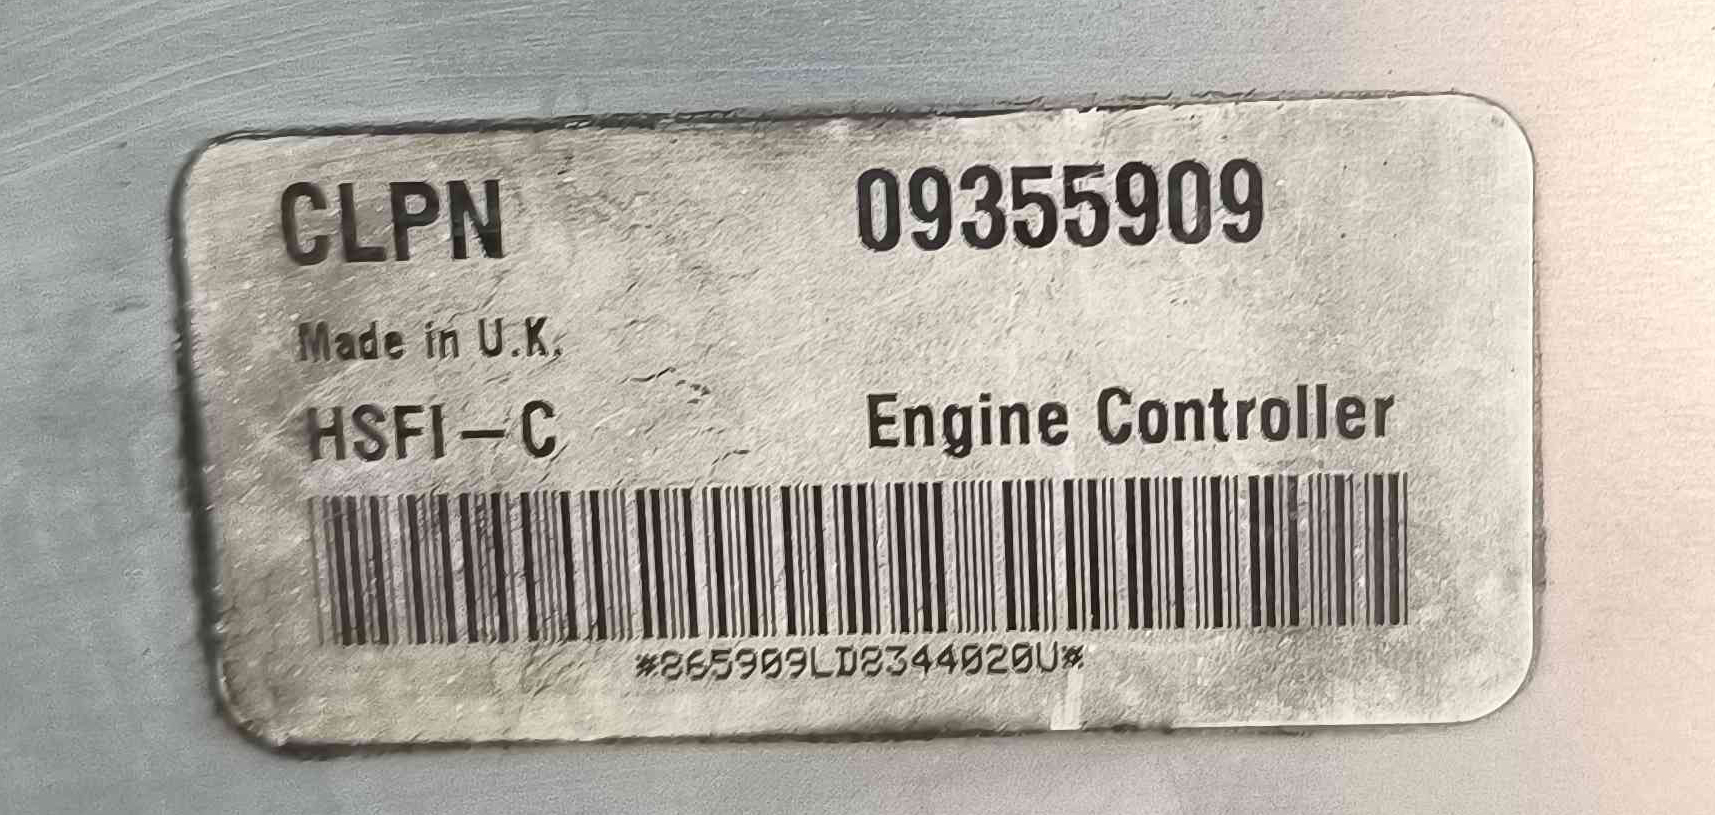 CLPN 09355909
Made in U.K.
HSFI-C Engine Controller
*865909LD8344020U*